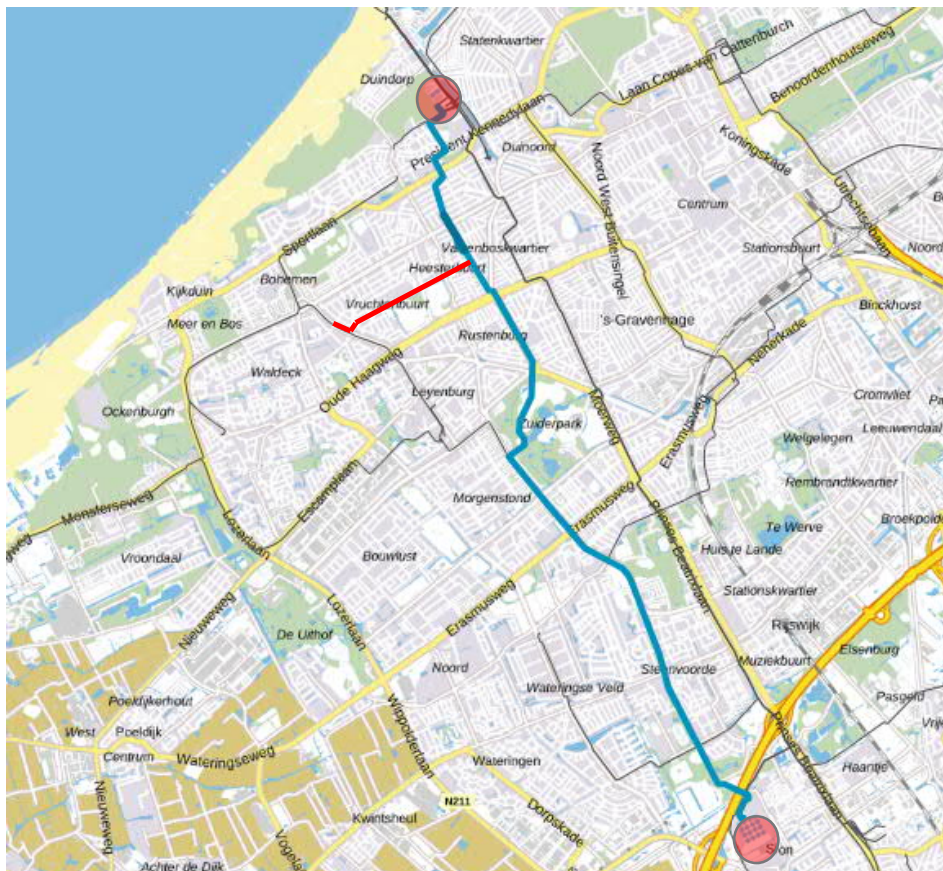 Statenkwartier
Laan Copes van Cattenburch
Benoordenhoutseweg
Duindorp
President Kennedylaan
Duinoord
Koningskade
Noord West Buitensingel
Utrechtsebaan
Centrum
Stationsbuurt
Noord
Sportlaan
Valkenboskwartier
Heesterbuurt
Bohemen
Kijkduin
Vruchtenbuurt
Binckhorst
Meer en Bos
's-Gravenhage
Rustenburg
Neherkade
Waldeck
Oude Haagweg
Leyenburg
Moerweg
Cromvliet
Ockenburgh
Zuiderpark
Erasmusweg
Leeuwendaal
Welgelegen
Monsterseweg
Escamplaan
Morgenstond
Rembrandtkwartier
Lozerlaan
Erasmusweg
Prinses Beatrixlaan
Te Werve
Broekpolde
Vroondaal
Bouwlust
Huis te Lande
Stationskwartier
Nieuweweg
Lozerlaan
Erasmusweg
Rijswijk
De Uithof
Elsenburg
Noord
Steenvoorde
Muziekbuurt
Wateringse Veld
Pasgeld
Poeldijkerhout
West
Poeldijk
Wippolderlaan
Prinses Beatrixlaan
Centrum
Wateringseweg
Wateringen
Haantje
Nieuweweg
N211
Dorpskade
Kwintsheul
Sion
Achter de Dijk